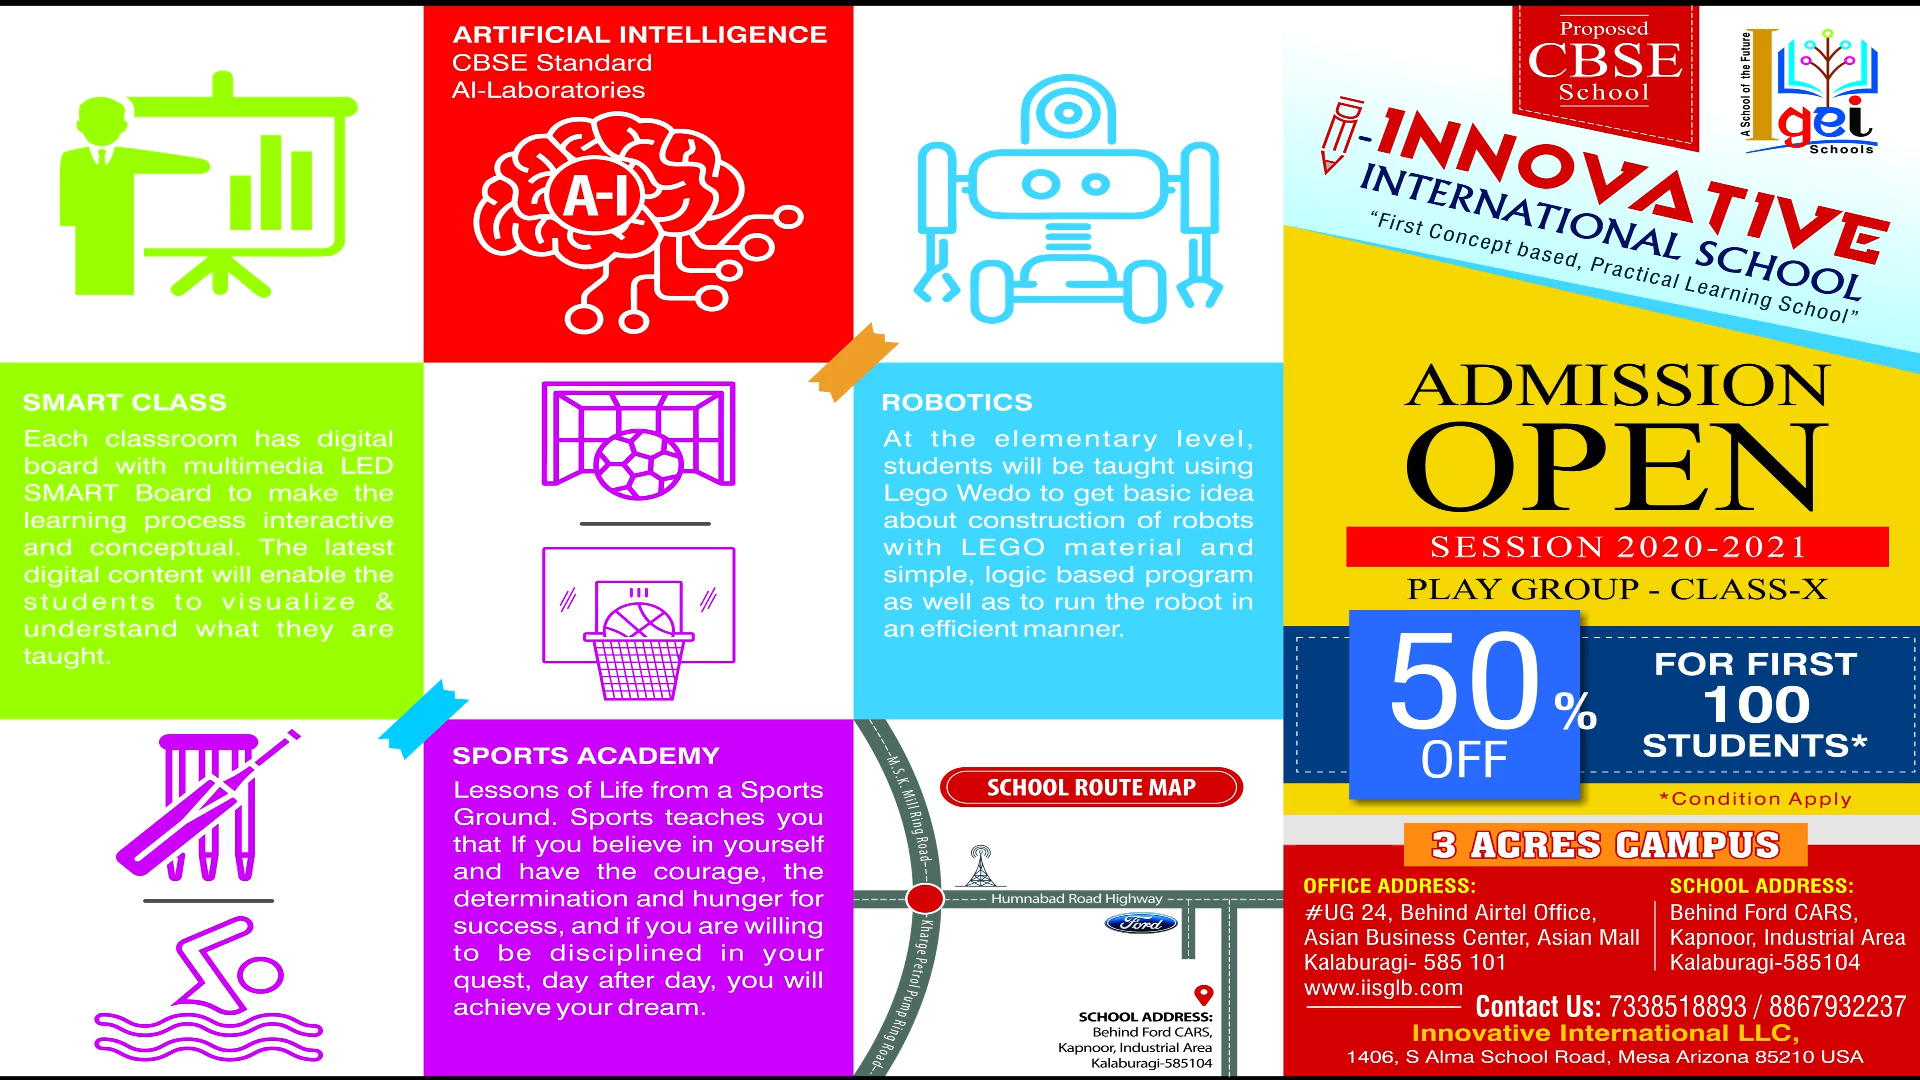 ARTIFICIAL INTELLIGENCE
CBSE Standard
AI-Laboratories
A-I
SMART CLASS
Each classroom has digital
board with multimedia LED
SMART Board to make the
learning process interactive
and conceptual. The latest
digital content will enable the
students to visualize &
understand what they are
taught.
ROBOTICS
At the elementary level,
students will be taught using
Lego Wedo to get basic idea
about construction of robots
with LEGO material and
simple, logic based program
as well as to run the robot in
an efficient manner.
SPORTS ACADEMY
Lessons of Life from a Sports
Ground. Sports teaches you
that If you believe in yourself
and have the courage, the
determination and hunger for
success, and if you are willing
to be disciplined in your
quest, day after day, you will
achieve your dream.
SCHOOL ROUTE MAP
M.S.K. Mill Ring Road
Humnabad Road Highway
Ford
Kharge Petrol Pump Ring Road
SCHOOL ADDRESS:
Behind Ford CARS,
Kapnoor, Industrial Area
Kalaburagi-585104
Proposed
CBSE
School
A School of the Future
Igei
Schools
i-INNOVATIVE
INTERNATIONAL SCHOOL
“First Concept based, Practical Learning School”
ADMISSION
OPEN
SESSION 2020-2021
PLAY GROUP - CLASS-X
50%
OFF
FOR FIRST
100
STUDENTS*
*Condition Apply
3 ACRES CAMPUS
OFFICE ADDRESS:
#UG 24, Behind Airtel Office,
Asian Business Center, Asian Mall
Kalaburagi- 585 101
www.iisglb.com
SCHOOL ADDRESS:
Behind Ford CARS,
Kapnoor, Industrial Area
Kalaburagi-585104
Contact Us: 7338518893 / 8867932237
Innovative International LLC,
1406, S Alma School Road, Mesa Arizona 85210 USA